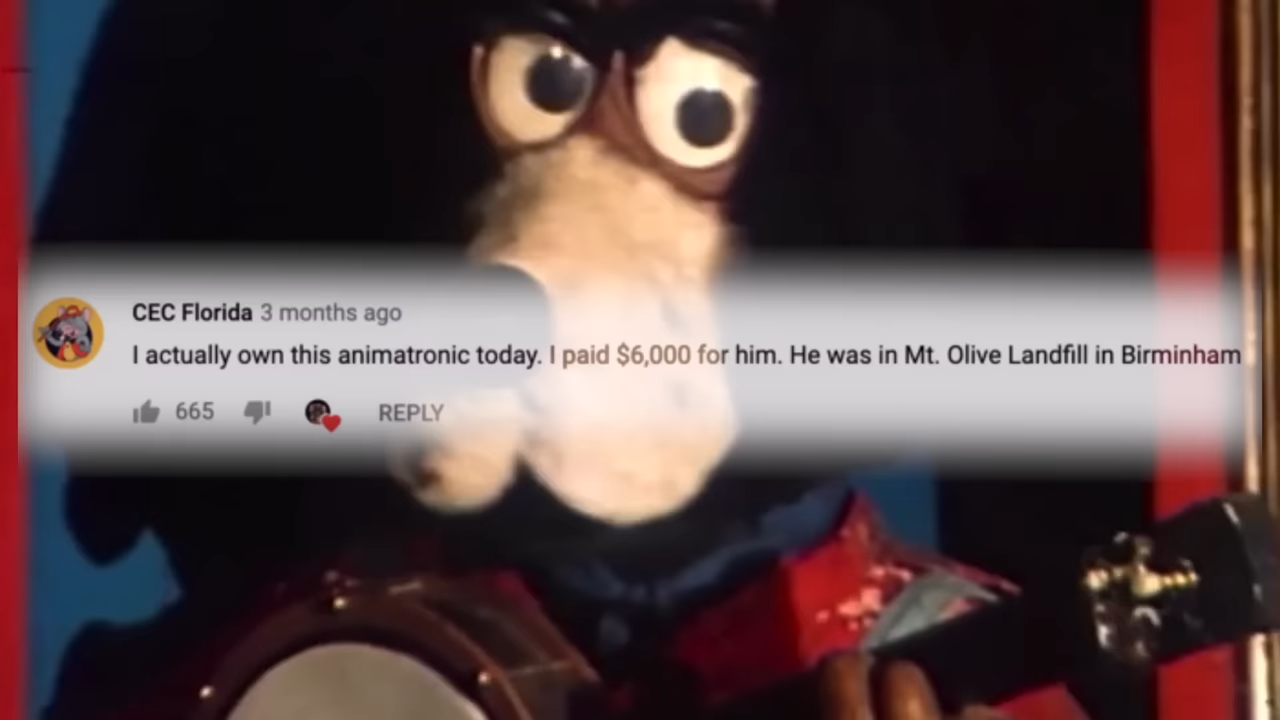 CEC Florida 3 months ago
I actually own this animatronic today. I paid $6,000 for him. He was in Mt. Olive Landfill in Birminham
665 REPLY